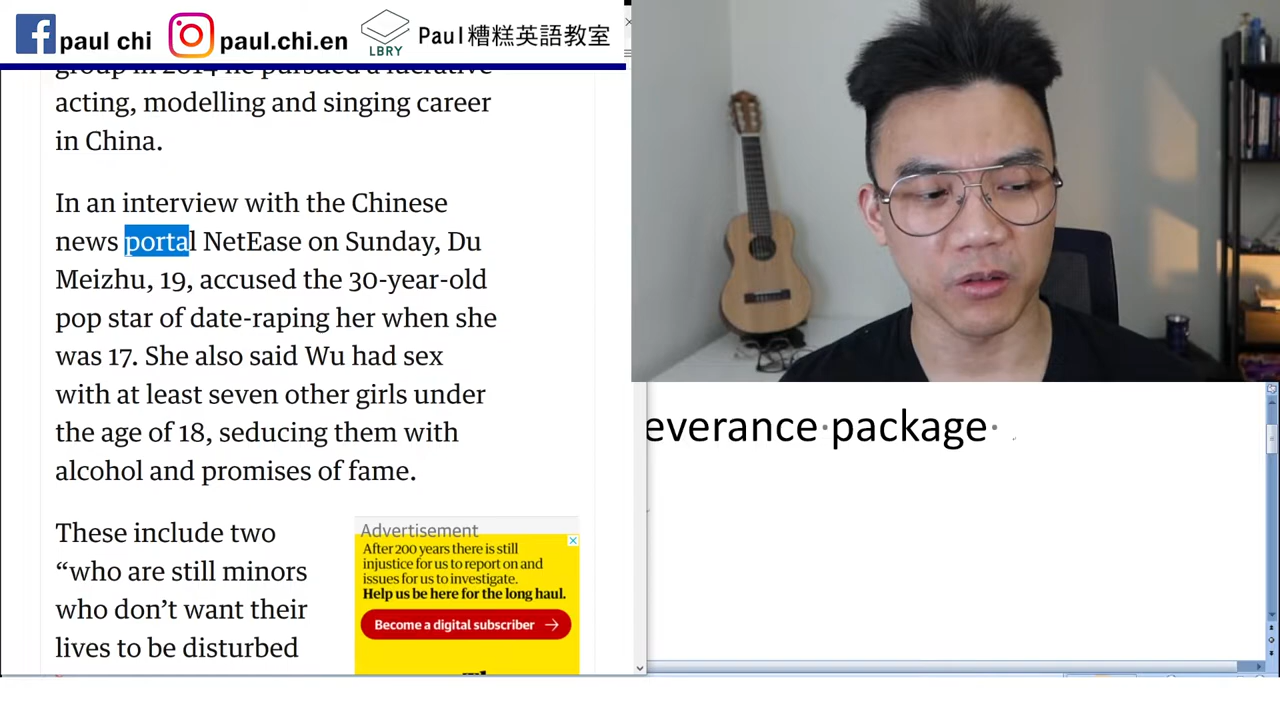 paul chi
paul.chi.en
LBRY
Paul糟糕英語教室
group in 2014 he pursued a lucrative
acting, modelling and singing career
in China.
In an interview with the Chinese
news portal NetEase on Sunday, Du
Meizhu, 19, accused the 30-year-old
pop star of date-raping her when she
was 17. She also said Wu had sex
with at least seven other girls under
the age of 18, seducing them with
alcohol and promises of fame.
These include two
“who are still minors
who don’t want their
lives to be disturbed
Advertisement
After 200 years there is still
injustice for us to report on and
issues for us to investigate.
Help us be here for the long haul.
Become a digital subscriber
everance package